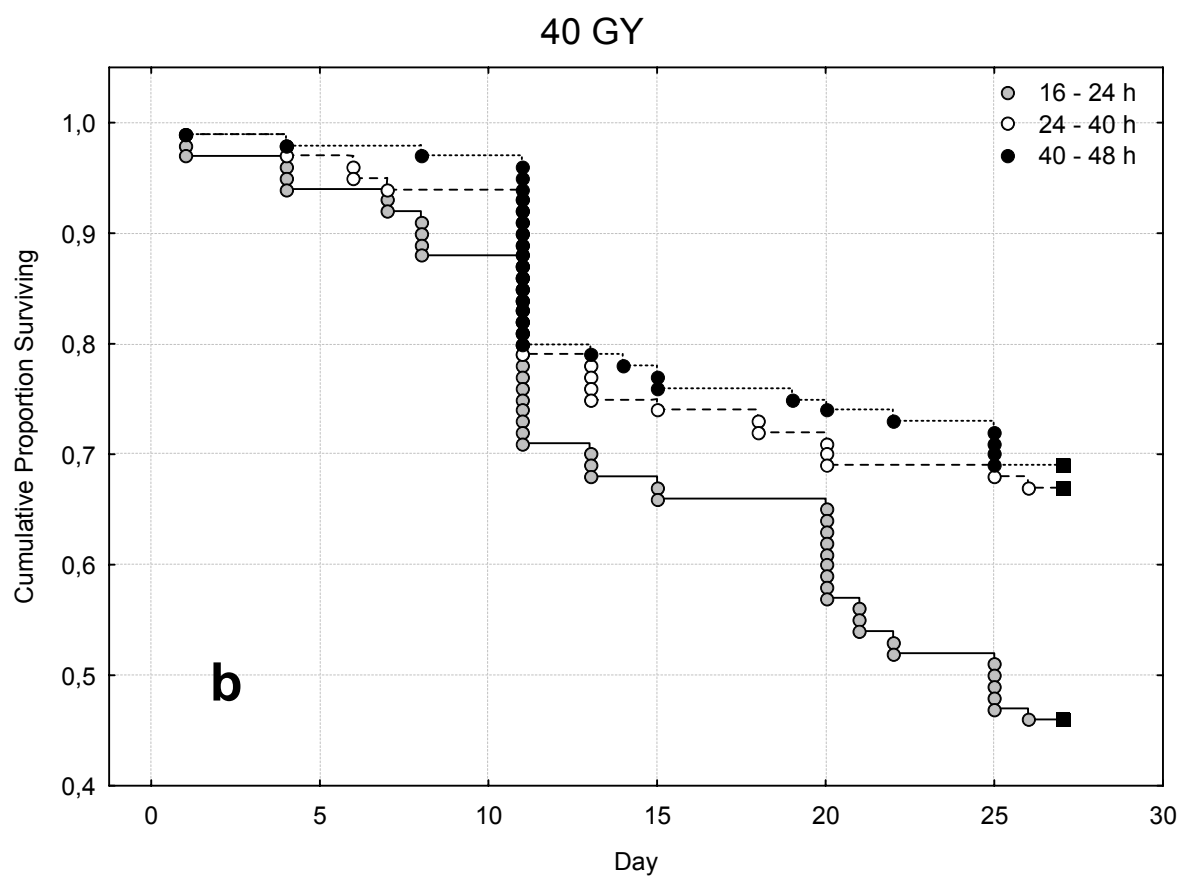 40 GY
16 - 24 h
24 - 40 h
40 - 48 h
1,0
0,9
0,8
0,7
0,6
0,5
0,4
Cumulative Proportion Surviving
b
0 5 10 15 20 25 30
Day